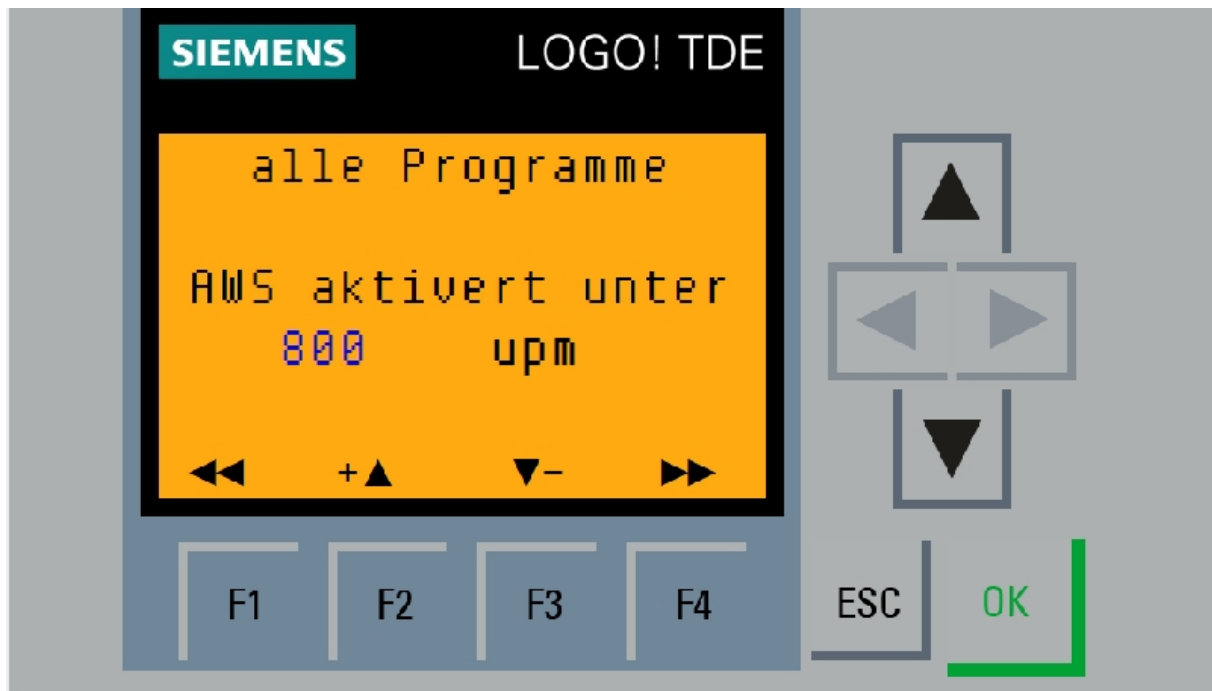 SIEMENS LOGO! TDE
alle Programme
AWS aktivert unter
800 upm
◀◀ +▲ ▼- ▶▶
F1 F2 F3 F4 ESC OK